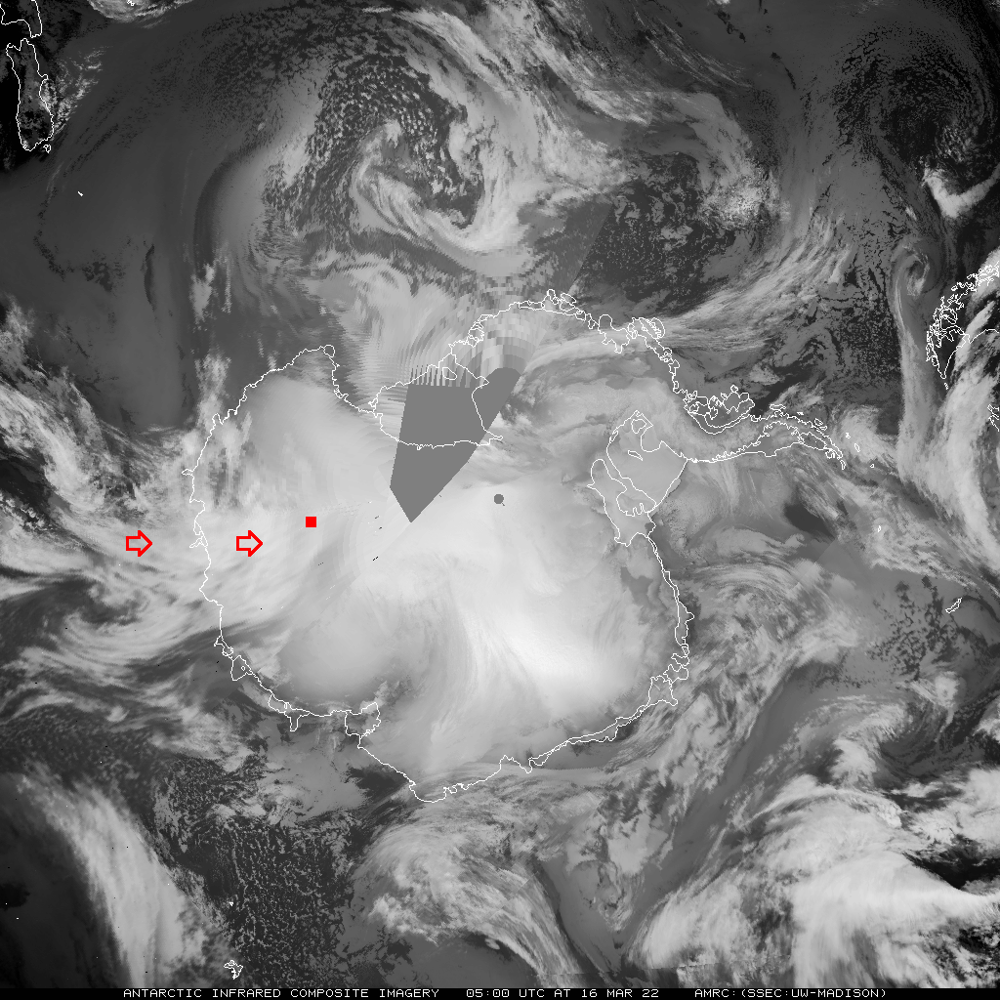 ANTARCTIC INFRARED COMPOSITE IMAGERY 05:00 UTC AT 16 MAR 22 AMRC:(SSEC:UW-MADISON)